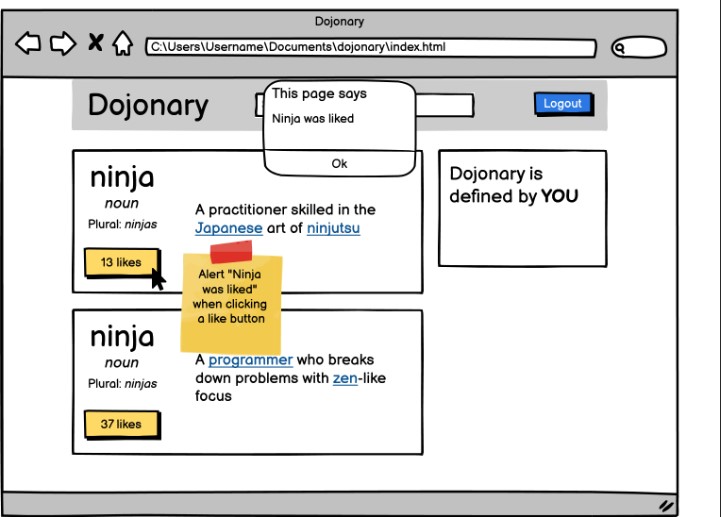 Dojonary
C:\Users\Username\Documents\dojonary\index.html
Dojonary
Logout
This page says
Ninja was liked
Ok
ninja
noun
Plural: ninjas
13 likes
A practitioner skilled in the
Japanese art of ninjutsu
Alert "Ninja
was liked"
when clicking
a like button
Dojonary is
defined by YOU
ninja
noun
Plural: ninjas
37 likes
A programmer who breaks
down problems with zen-like
focus